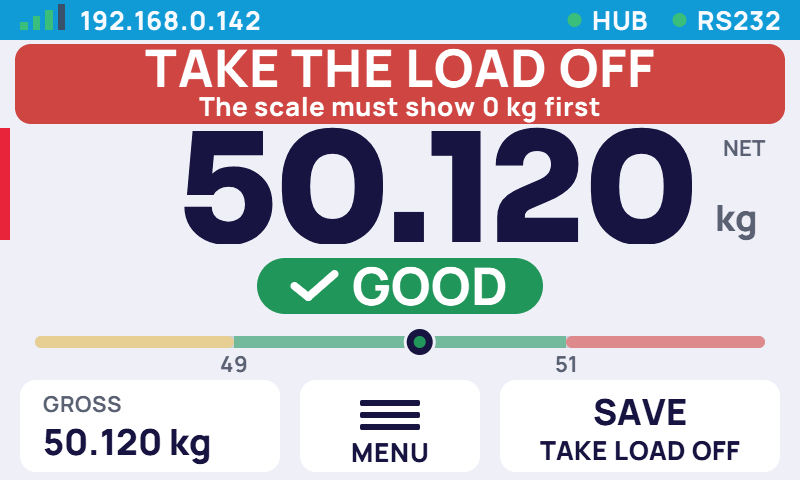 192.168.0.142
HUB
RS232
TAKE THE LOAD OFF
The scale must show 0 kg first
50.120
NET
kg
GOOD
49
51
GROSS
50.120 kg
MENU
SAVE
TAKE LOAD OFF